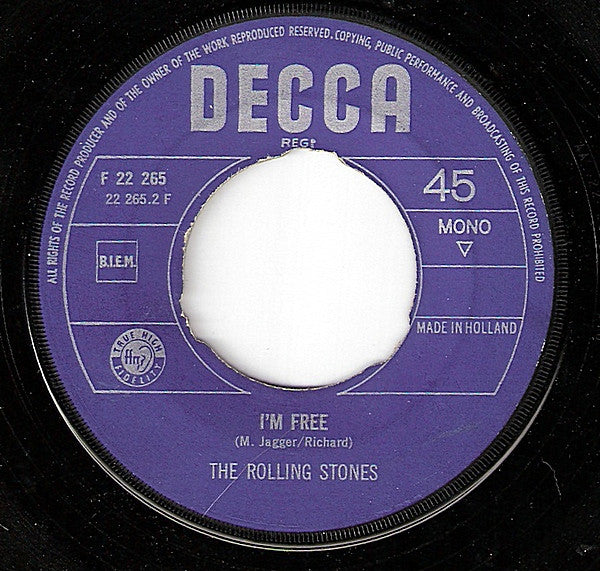 ALL RIGHTS OF THE RECORD PRODUCER AND OF THE OWNER OF THE WORK REPRODUCED RESERVED. COPYING, PUBLIC PERFORMANCE AND BROADCASTING OF THIS RECORD PROHIBITED
DECCA
REGD
F 22 265
22 265.2 F
45
MONO
B.I.E.M.
MADE IN HOLLAND
TRUE HIGH
ffrr
FIDELITY
I'M FREE
(M. Jagger/Richard)
THE ROLLING STONES